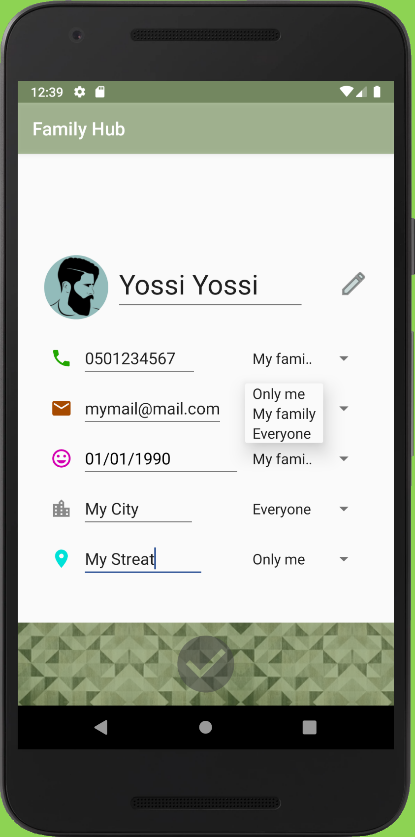 12:39
Family Hub
Yossi Yossi
0501234567 My fami..
mymail@mail.com
Only me
My family
Everyone
01/01/1990 My fami..
My City Everyone
My Streat Only me